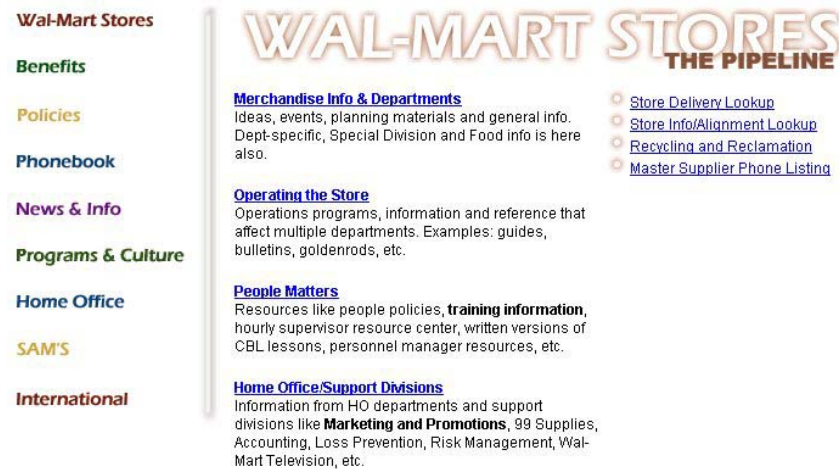 Wal-Mart Stores
Benefits
Policies
Phonebook
News & Info
Programs & Culture
Home Office
SAM'S
International
WAL-MART STORES
THE PIPELINE
Merchandise Info & Departments
Ideas, events, planning materials and general info.
Dept-specific, Special Division and Food info is here
also.
Operating the Store
Operations programs, information and reference that
affect multiple departments. Examples: guides,
bulletins, goldenrods, etc.
People Matters
Resources like people policies, training information,
hourly supervisor resource center, written versions of
CBL lessons, personnel manager resources, etc.
Home Office/Support Divisions
Information from HO departments and support
divisions like Marketing and Promotions, 99 Supplies,
Accounting, Loss Prevention, Risk Management, Wal-
Mart Television, etc.
Store Delivery Lookup
Store Info/Alignment Lookup
Recycling and Reclamation
Master Supplier Phone Listing